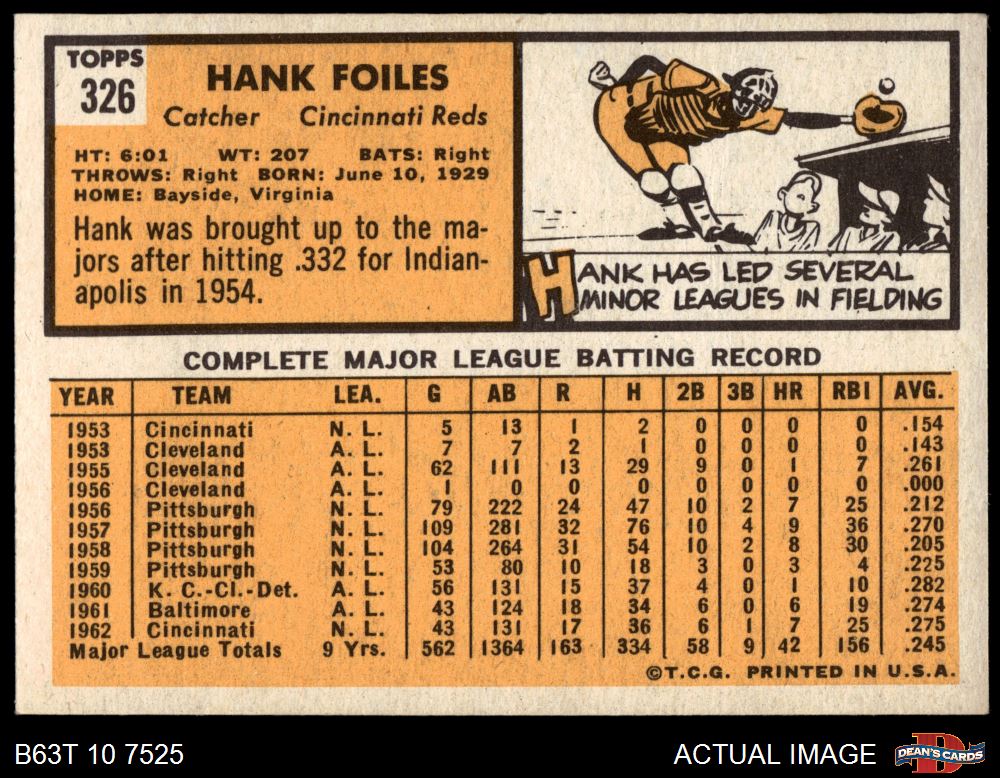 TOPPS
326
HANK FOILES
Catcher Cincinnati Reds
HT: 6:01 WT: 207 BATS: Right
THROWS: Right BORN: June 10, 1929
HOME: Bayside, Virginia
Hank was brought up to the ma-
jors after hitting .332 for Indian-
apolis in 1954.
HANK HAS LED SEVERAL
MINOR LEAGUES IN FIELDING
COMPLETE MAJOR LEAGUE BATTING RECORD
YEAR TEAM LEA. G AB R H 2B 3B HR RBI AVG.
1953 Cincinnati N. L. 5 13 1 2 0 0 0 0 .154
1953 Cleveland A. L. 7 7 2 1 0 0 0 0 .143
1955 Cleveland A. L. 62 111 13 29 9 0 1 7 .261
1956 Cleveland A. L. 1 0 0 0 0 0 0 0 .000
1956 Pittsburgh N. L. 79 222 24 47 10 2 7 25 .212
1957 Pittsburgh N. L. 109 281 32 76 10 4 9 36 .270
1958 Pittsburgh N. L. 104 264 31 54 10 2 8 30 .205
1959 Pittsburgh N. L. 53 80 10 18 3 0 3 4 .225
1960 K. C.-Cl.-Det. A. L. 56 131 15 37 4 0 1 10 .282
1961 Baltimore A. L. 43 124 18 34 6 0 6 19 .274
1962 Cincinnati N. L. 43 131 17 36 6 1 7 25 .275
Major League Totals 9 Yrs. 562 1364 163 334 58 9 42 156 .245
©T.C.G. PRINTED IN U.S.A.
B63T 10 7525 ACTUAL IMAGE DEAN'S CARDS